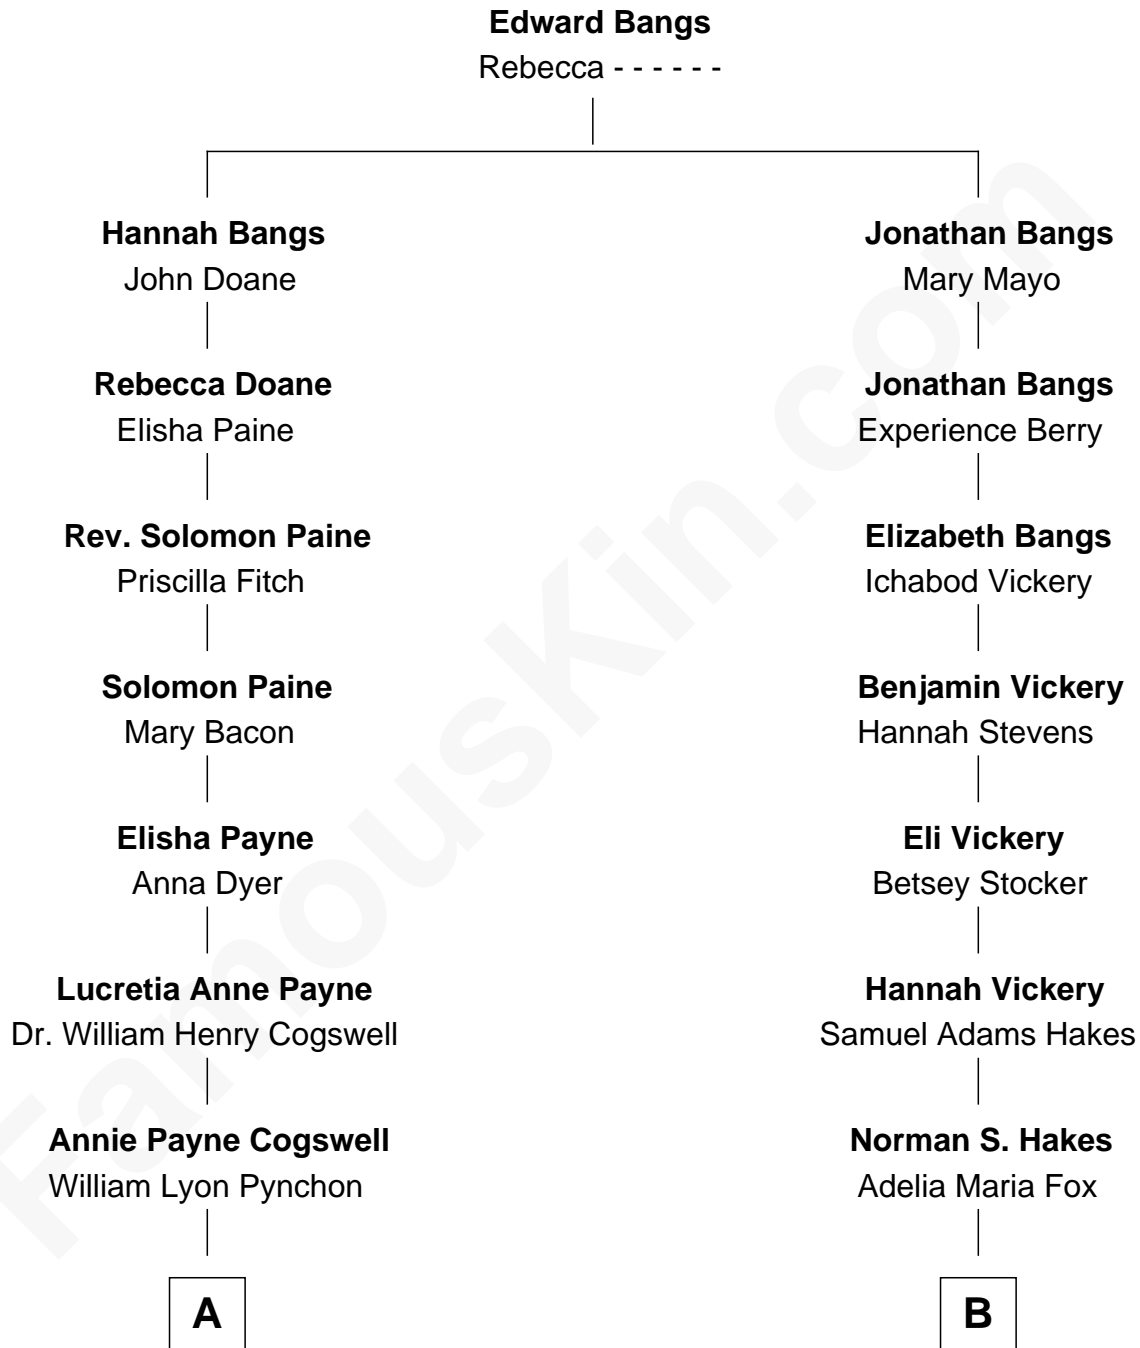 Edward Bangs
Rebecca - - - - - -
Hannah Bangs
John Doane
Jonathan Bangs
Mary Mayo
Rebecca Doane
Elisha Paine
Jonathan Bangs
Experience Berry
Rev. Solomon Paine
Priscilla Fitch
Elizabeth Bangs
Ichabod Vickery
Solomon Paine
Mary Bacon
Benjamin Vickery
Hannah Stevens
Elisha Payne
Anna Dyer
Eli Vickery
Betsey Stocker
Lucretia Anne Payne
Dr. William Henry Cogswell
Hannah Vickery
Samuel Adams Hakes
Annie Payne Cogswell
William Lyon Pynchon
Norman S. Hakes
Adelia Maria Fox
A
B
FamousKin.com